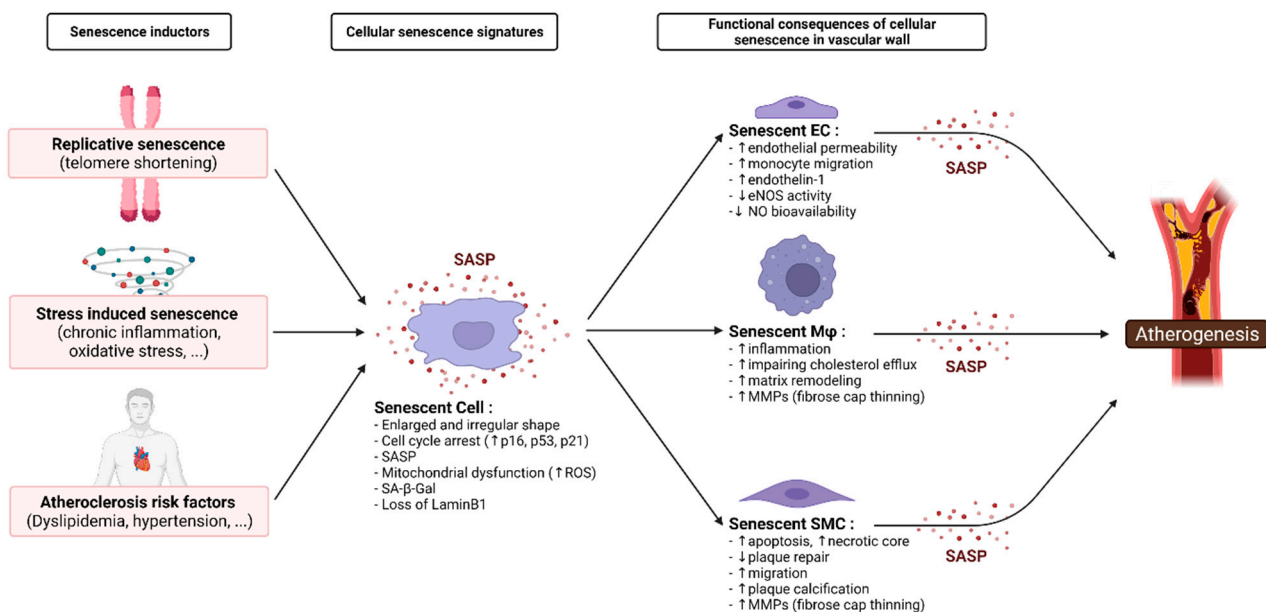 Senescence inductors
Cellular senescence signatures
Functional consequences of cellular
senescence in vascular wall
Replicative senescence
(telomere shortening)
Stress induced senescence
(chronic inflammation,
oxidative stress, ...)
Atheroclerosis risk factors
(Dyslipidemia, hypertension, ...)
SASP
Senescent Cell :
- Enlarged and irregular shape
- Cell cycle arrest (↑p16, p53, p21)
- SASP
- Mitochondrial dysfunction (↑ROS)
- SA-β-Gal
- Loss of LaminB1
Senescent EC :
- ↑endothelial permeability
- ↑monocyte migration
- ↑endothelin-1
- ↓eNOS activity
-↓ NO bioavailability
SASP
Senescent Mφ :
- ↑inflammation
- ↑impairing cholesterol efflux
- ↑matrix remodeling
- ↑MMPs (fibrose cap thinning)
SASP
Senescent SMC :
- ↑apoptosis, ↑necrotic core
- ↓plaque repair
- ↑migration
- ↑plaque calcification
- ↑MMPs (fibrose cap thinning)
SASP
Atherogenesis